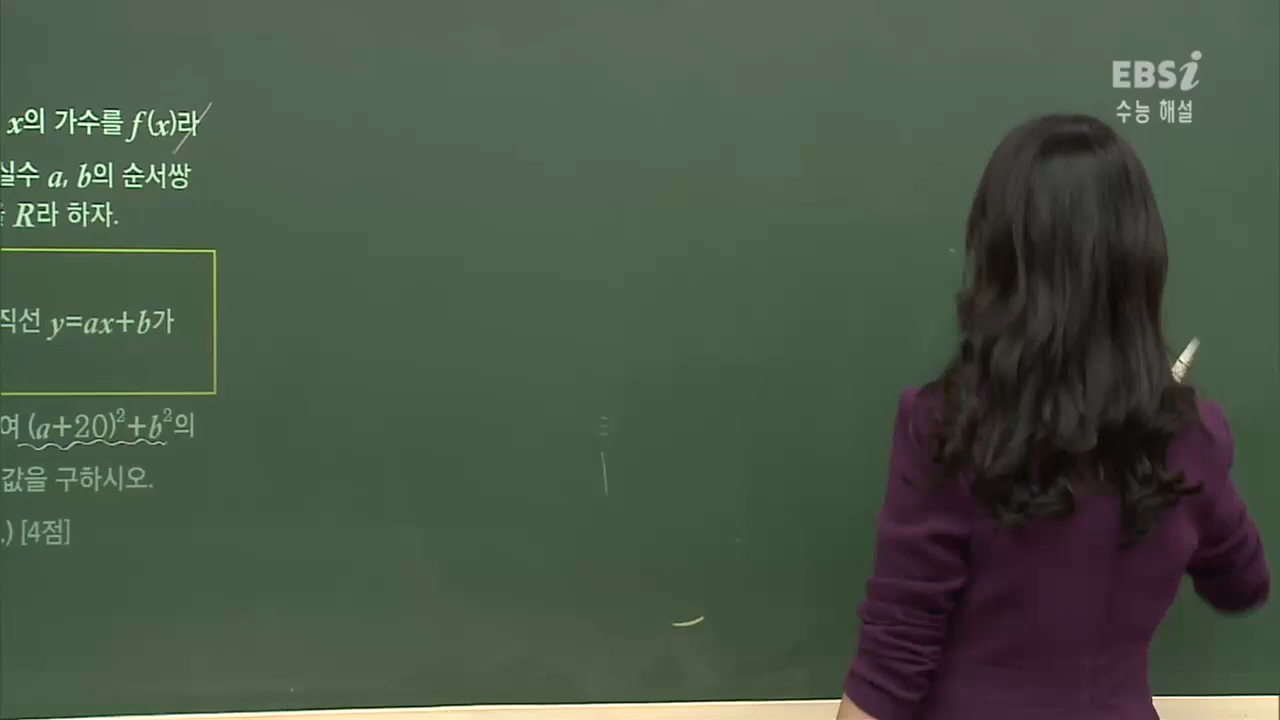 EBSi
수능 해설
x의 가수를 f(x)라
실수 a, b의 순서쌍
R라 하자.
직선 y=ax+b가
여 (a+20)²+b²의
값을 구하시오.
.) [4점]